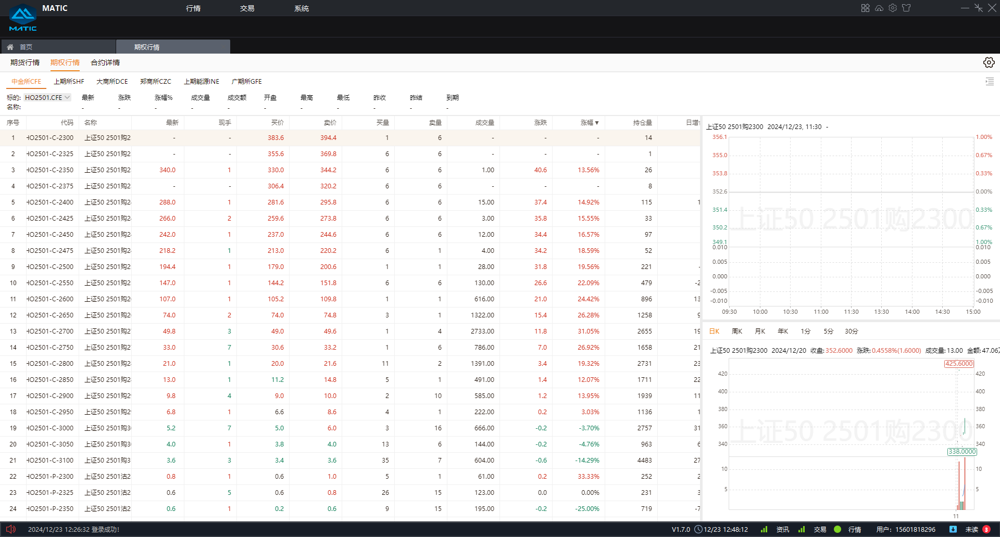 MATIC 行情 交易 系统
MATIC
首页 期权行情
期货行情 期权行情 合约详情
中金所CFE 上期所SHF 大商所DCE 郑商所CZC 上期能源INE 广期所GFE
标的: HO2501.CFE 最新 涨跌 涨幅% 成交量 成交额 开盘 最高 最低 昨收 昨结 到期
名称: - - - - - - - - - - -
序号 代码 名称 最新 现手 买价 卖价 买量 卖量 成交量 涨跌 涨幅▼ 持仓量 日增
1 HO2501-C-2300 上证50 2501购2 - - 383.6 394.4 1 6 - - - 14
2 HO2501-C-2325 上证50 2501购2 - - 355.6 369.8 6 6 - - - 1
3 HO2501-C-2350 上证50 2501购2 340.0 1 330.0 344.2 6 6 1.00 40.6 13.56% 26
4 HO2501-C-2375 上证50 2501购2 - - 306.4 320.2 6 6 - - - 8
5 HO2501-C-2400 上证50 2501购2 288.0 1 281.6 295.8 6 6 15.00 37.4 14.92% 115 1
6 HO2501-C-2425 上证50 2501购2 266.0 2 259.6 273.8 6 6 3.00 35.8 15.55% 33
7 HO2501-C-2450 上证50 2501购2 242.0 1 237.0 244.6 6 6 12.00 34.4 16.57% 97
8 HO2501-C-2475 上证50 2501购2 218.2 1 213.0 220.2 6 1 4.00 34.2 18.59% 52
9 HO2501-C-2500 上证50 2501购2 194.4 1 179.0 200.6 1 1 28.00 31.8 19.56% 221 -
10 HO2501-C-2550 上证50 2501购2 147.0 1 144.2 151.8 6 6 130.00 26.6 22.09% 479 -2
11 HO2501-C-2600 上证50 2501购2 107.0 1 105.2 109.8 1 1 616.00 21.0 24.42% 896 13
12 HO2501-C-2650 上证50 2501购2 74.0 2 74.0 74.8 3 1 1322.00 15.4 26.28% 1258 9
13 HO2501-C-2700 上证50 2501购2 49.8 3 49.0 49.6 1 4 2733.00 11.8 31.05% 2655 19
14 HO2501-C-2750 上证50 2501购2 33.0 7 30.6 33.2 1 6 786.00 7.0 26.92% 1658 21
15 HO2501-C-2800 上证50 2501购2 21.0 1 20.0 21.6 11 2 1391.00 3.4 19.32% 2731 23
16 HO2501-C-2850 上证50 2501购2 13.0 1 11.2 14.8 5 1 491.00 1.4 12.07% 1711 22
17 HO2501-C-2900 上证50 2501购2 9.8 4 9.0 10.0 2 10 585.00 1.2 13.95% 1939 11
18 HO2501-C-2950 上证50 2501购2 6.8 1 6.6 8.6 4 1 222.00 0.2 3.03% 1136 1
19 HO2501-C-3000 上证50 2501购3 5.2 7 5.0 6.0 3 16 666.00 -0.2 -3.70% 2757 31
20 HO2501-C-3050 上证50 2501购3 4.0 1 3.8 4.0 13 6 144.00 -0.2 -4.76% 963 6
21 HO2501-C-3100 上证50 2501购3 3.6 3 3.4 3.6 35 7 604.00 -0.6 -14.29% 4483 27
22 HO2501-P-2300 上证50 2501沽2 0.8 1 0.6 1.0 5 1 61.00 0.2 33.33% 252 2
23 HO2501-P-2325 上证50 2501沽2 0.6 5 0.6 0.8 26 15 123.00 0.0 0.00% 231 3
24 HO2501-P-2350 上证50 2501沽2 0.6 1 0.2 0.6 9 15 195.00 -0.2 -25.00% 719 -7
上证50 2501购2300 2024/12/23, 11:30 -
356.1 1.00%
355.0 0.67%
353.8 0.33%
352.6 0.00%
351.4 0.33%
上证50 2501购2300
350.2 0.67%
349.1 1.00%
0.010 0.010
0.005 0.005
0.000 0.000
-0.005 -0.005
-0.010 -0.010
09:30 10:00 10:30 11:00 11:30 13:30 14:00 14:30 15:00
日K 周K 月K 年K 1分 5分 30分
上证50 2501购2300 2024/12/20 收盘:352.6000 涨跌:0.4558%(1.6000) 成交量:13.00 金额:47.06万
425.6000
420 420
400 400
380 380
360 360
上证50 2501购2300
340 340
338.0000
10 10
5 5
11
2024/12/23 12:26:32 登录成功! V1.7.0 12/23 12:48:12 资讯 交易 行情 用户: 15601818296 未读 3